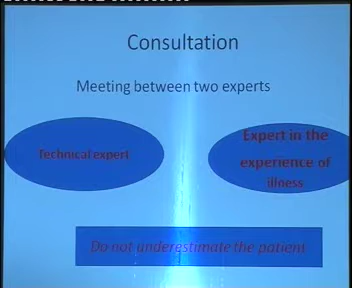 Consultation
Meeting between two experts
Technical expert
Expert in the
experience of
illness
Do not underestimate the patient